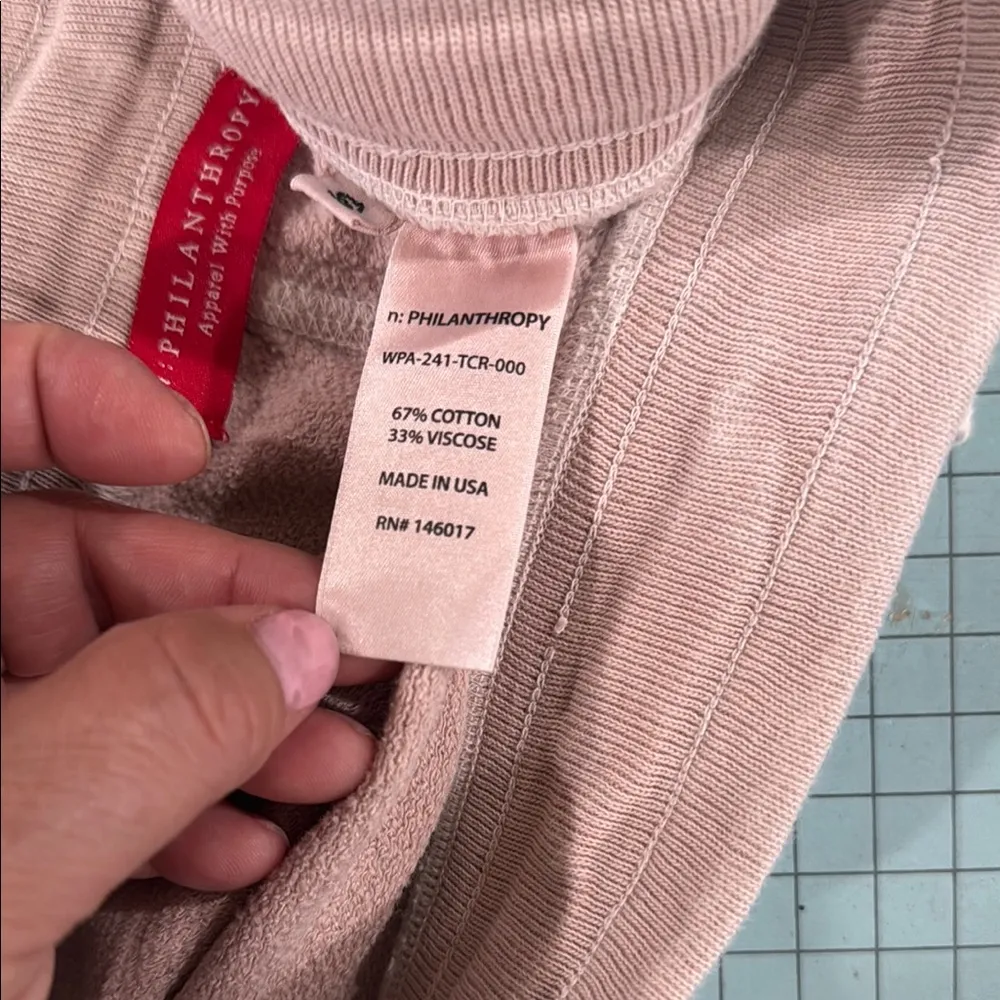 : PHILANTHROPY
Apparel With Purpose
n: PHILANTHROPY
WPA-241-TCR-000
67% COTTON
33% VISCOSE
MADE IN USA
RN# 146017